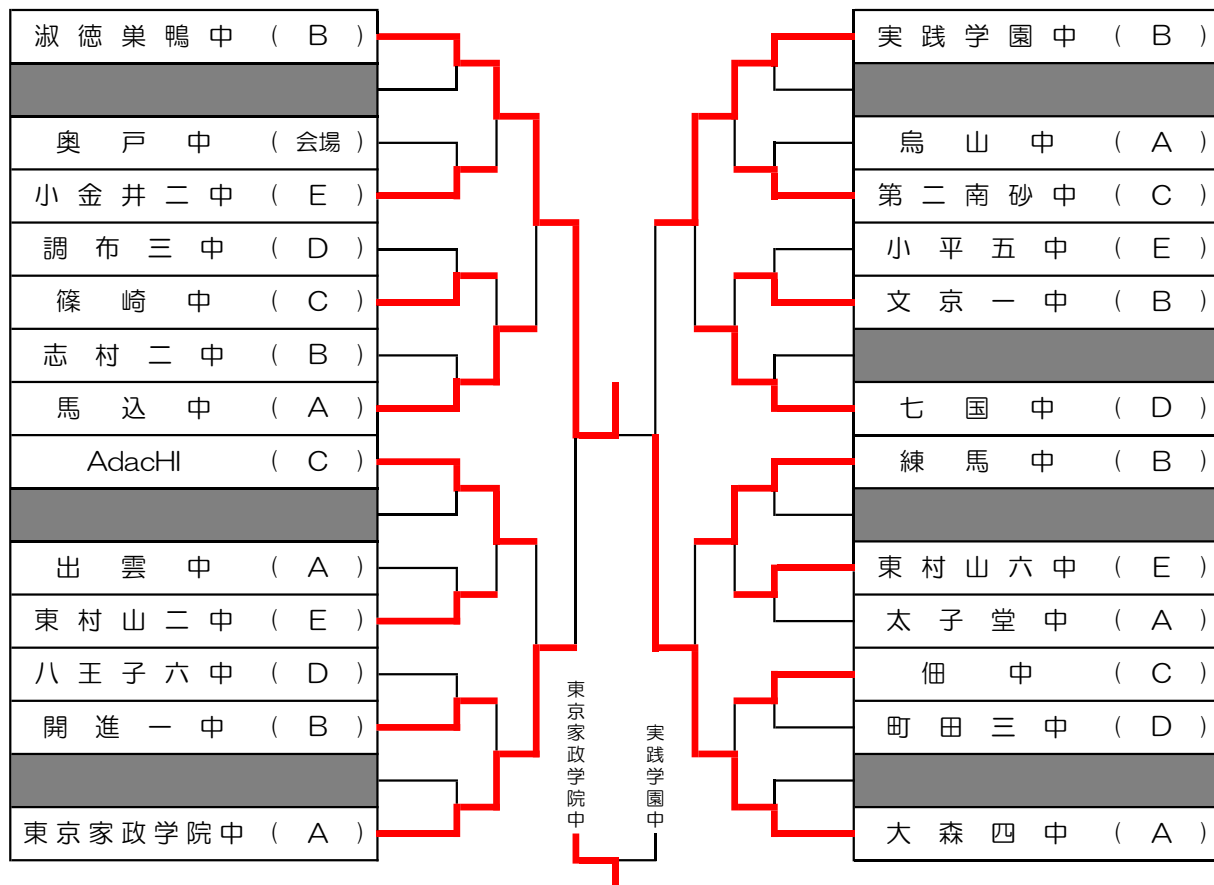 淑徳巣鴨中 ( B )
奥戸中 ( 会場 )
小金井二中 ( E )
調布三中 ( D )
篠崎中 ( C )
志村二中 ( B )
馬込中 ( A )
AdacHI ( C )
出雲中 ( A )
東村山二中 ( E )
八王子六中 ( D )
開進一中 ( B )
東京家政学院中 ( A )
東京家政学院中
実践学園中
実践学園中 ( B )
烏山中 ( A )
第二南砂中 ( C )
小平五中 ( E )
文京一中 ( B )
七国中 ( D )
練馬中 ( B )
東村山六中 ( E )
太子堂中 ( A )
佃中 ( C )
町田三中 ( D )
大森四中 ( A )